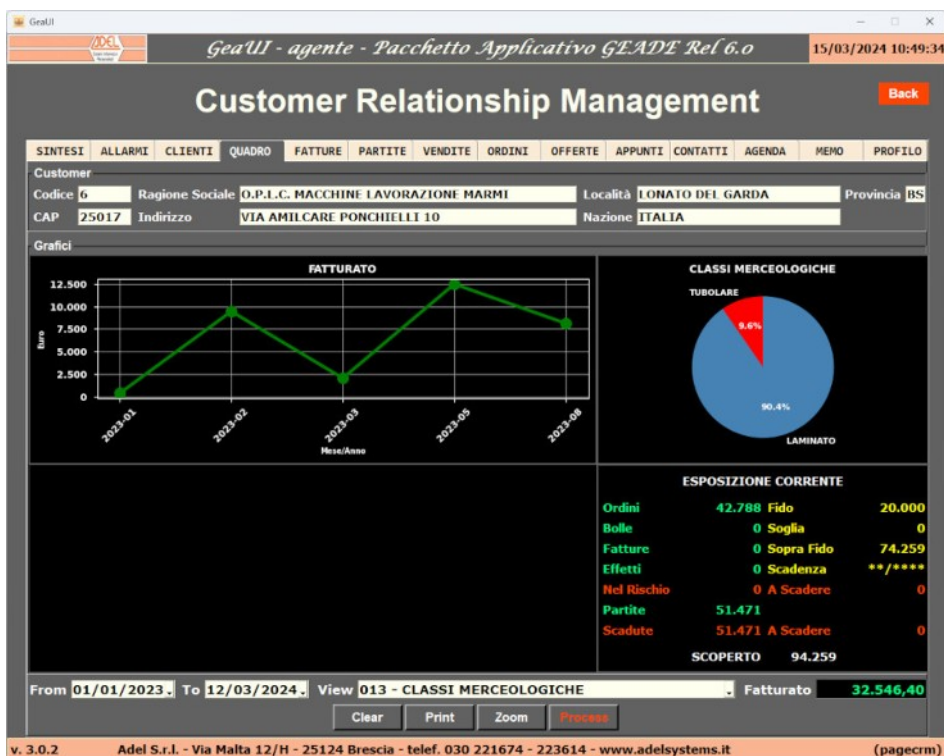 GeaUI
ADEL
GeaUI - agente - Pacchetto Applicativo GEADE Rel 6.0
15/03/2024 10:49:34
Customer Relationship Management
Back
SINTESI ALLARMI CLIENTI QUADRO FATTURE PARTITE VENDITE ORDINI OFFERTE APPUNTI CONTATTI AGENDA MEMO PROFILO
Customer
Codice 6 Ragione Sociale O.P.L.C. MACCHINE LAVORAZIONE MARMI Località LONATO DEL GARDA Provincia BS
CAP 25017 Indirizzo VIA AMILCARE PONCHIELLI 10 Nazione ITALIA
Grafici
FATTURATO
12.500
10.000
7.500
5.000
2.500
0
Euro
2023-01 2023-02 2023-03 2023-05 2023-08
Mese/Anno
CLASSI MERCEOLOGICHE
TUBOLARE
9.6%
90.4%
LAMINATO
ESPOSIZIONE CORRENTE
Ordini 42.788 Fido 20.000
Bolle 0 Soglia 0
Fatture 0 Sopra Fido 74.259
Effetti 0 Scadenza **/****
Nel Rischio 0 A Scadere 0
Partite 51.471
Scadute 51.471 A Scadere 0
SCOPERTO 94.259
From 01/01/2023 To 12/03/2024 View 013 - CLASSI MERCEOLOGICHE Fatturato 32.546,40
Clear Print Zoom Process
v. 3.0.2 Adel S.r.l. - Via Malta 12/H - 25124 Brescia - telef. 030 221674 - 223614 - www.adelsystems.it (pagecrm)